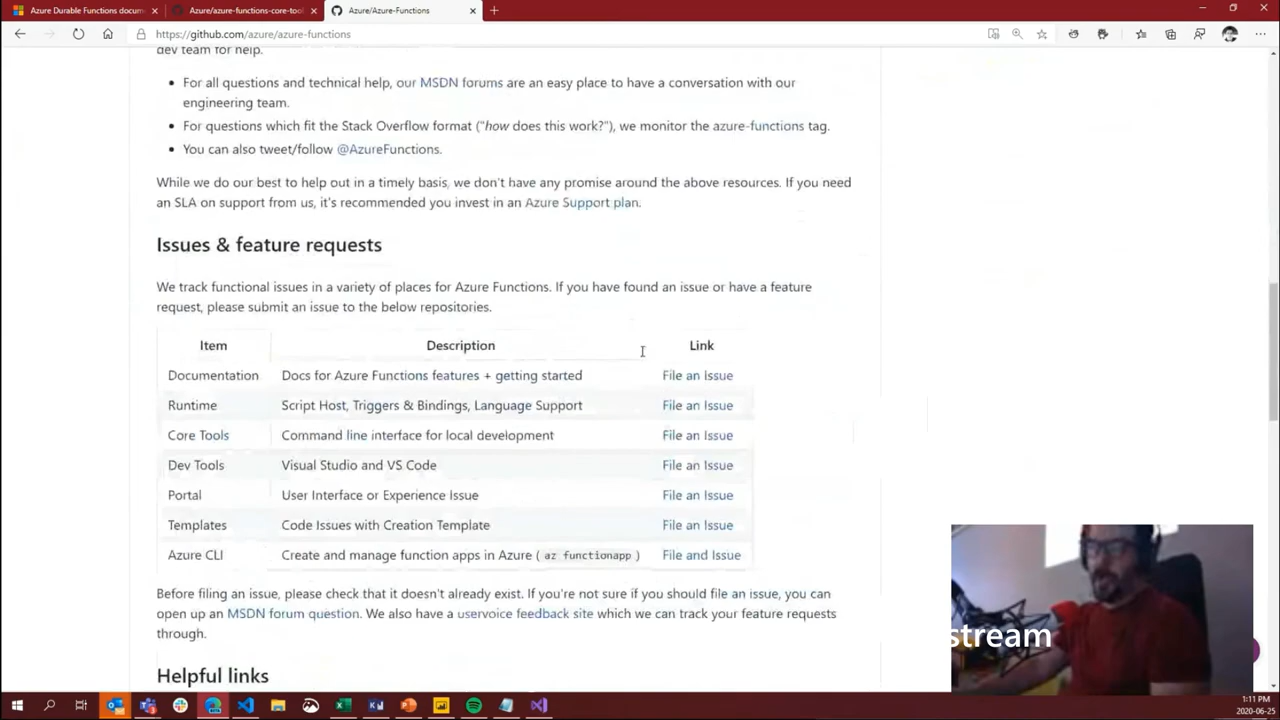 Azure Durable Functions docum
Azure/azure-functions-core-tool
Azure/Azure-Functions
https://github.com/azure/azure-functions
dev team for help.
• For all questions and technical help, our MSDN forums are an easy place to have a conversation with our
engineering team.
• For questions which fit the Stack Overflow format ("how does this work?"), we monitor the azure-functions tag.
• You can also tweet/follow @AzureFunctions.
While we do our best to help out in a timely basis, we don't have any promise around the above resources. If you need
an SLA on support from us, it's recommended you invest in an Azure Support plan.
Issues & feature requests
We track functional issues in a variety of places for Azure Functions. If you have found an issue or have a feature
request, please submit an issue to the below repositories.
Item Description Link
Documentation Docs for Azure Functions features + getting started File an Issue
Runtime Script Host, Triggers & Bindings, Language Support File an Issue
Core Tools Command line interface for local development File an Issue
Dev Tools Visual Studio and VS Code File an Issue
Portal User Interface or Experience Issue File an Issue
Templates Code Issues with Creation Template File an Issue
Azure CLI Create and manage function apps in Azure ( az functionapp ) File and Issue
Before filing an issue, please check that it doesn't already exist. If you're not sure if you should file an issue, you can
open up an MSDN forum question. We also have a uservoice feedback site which we can track your feature requests
through.
stream
Helpful links
1:11 PM
2020-06-25